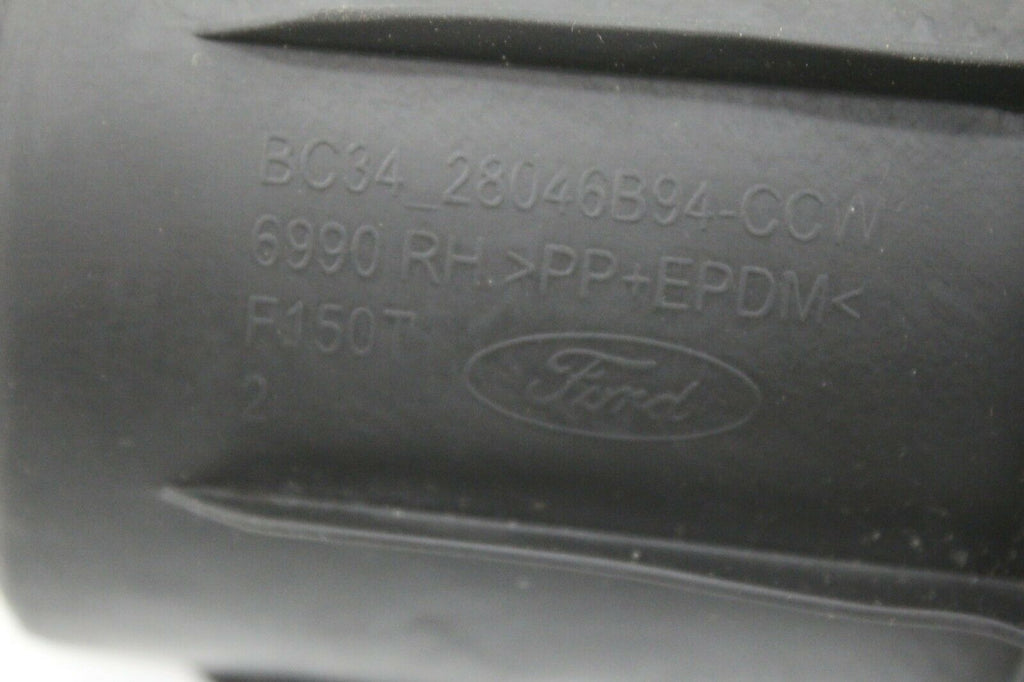 BC34_28046B94-CCW
6990 RH >PP+EPDM<
F150T
2
Ford